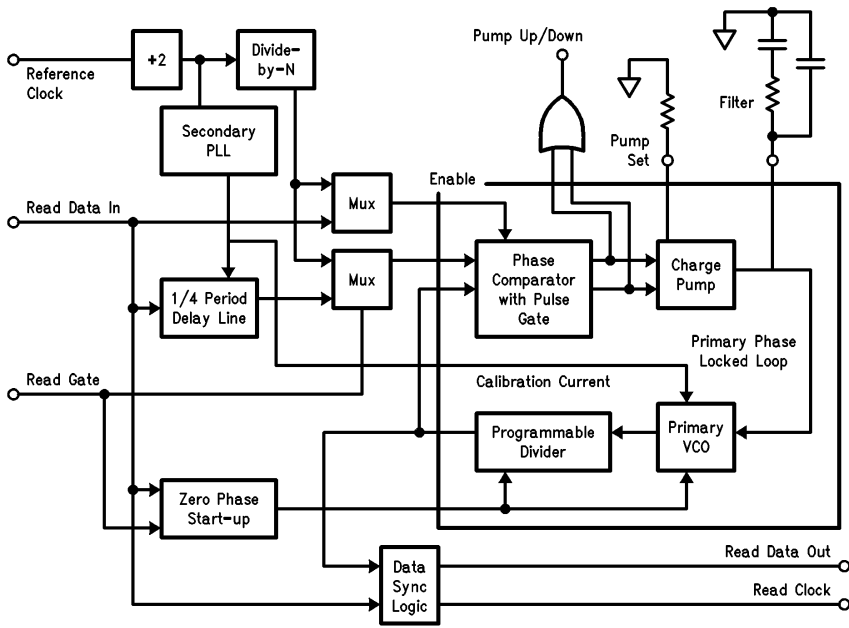 Pump Up/Down
+2
Divide-
by-N
Reference
Clock
Filter
Secondary
PLL
Pump
Set
Enable
Read Data In
Mux
Mux
Phase
Comparator
with Pulse
Gate
Charge
Pump
1/4 Period
Delay Line
Primary Phase
Locked Loop
Read Gate
Calibration Current
Programmable
Divider
Primary
VCO
Zero Phase
Start-up
Data
Sync
Logic
Read Data Out
Read Clock